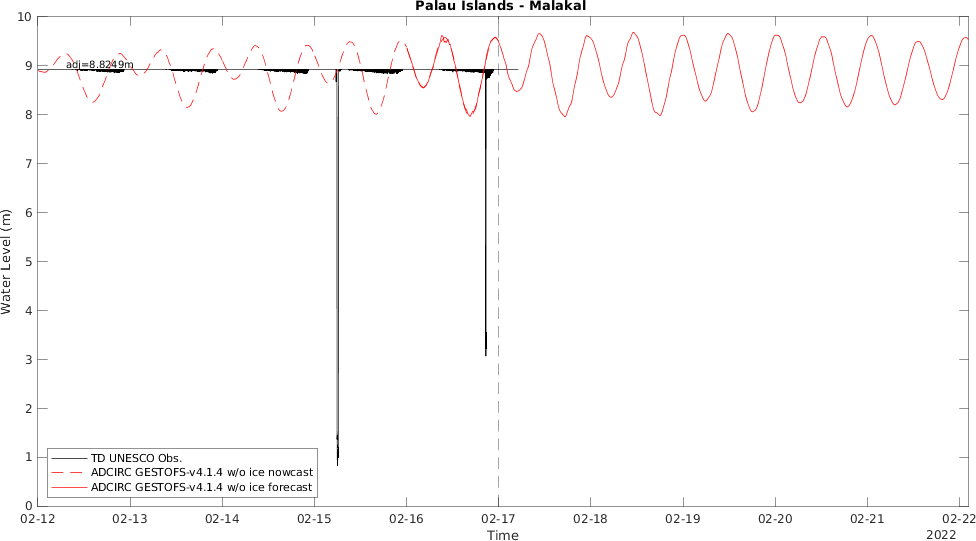 Palau Islands - Malakal
10
9
8
7
6
5
4
3
2
1
0
Water Level (m)
adj=8.8249m
TD UNESCO Obs.
ADCIRC GESTOFS-v4.1.4 w/o ice nowcast
ADCIRC GESTOFS-v4.1.4 w/o ice forecast
02-12 02-13 02-14 02-15 02-16 02-17 02-18 02-19 02-20 02-21 02-22
Time
2022